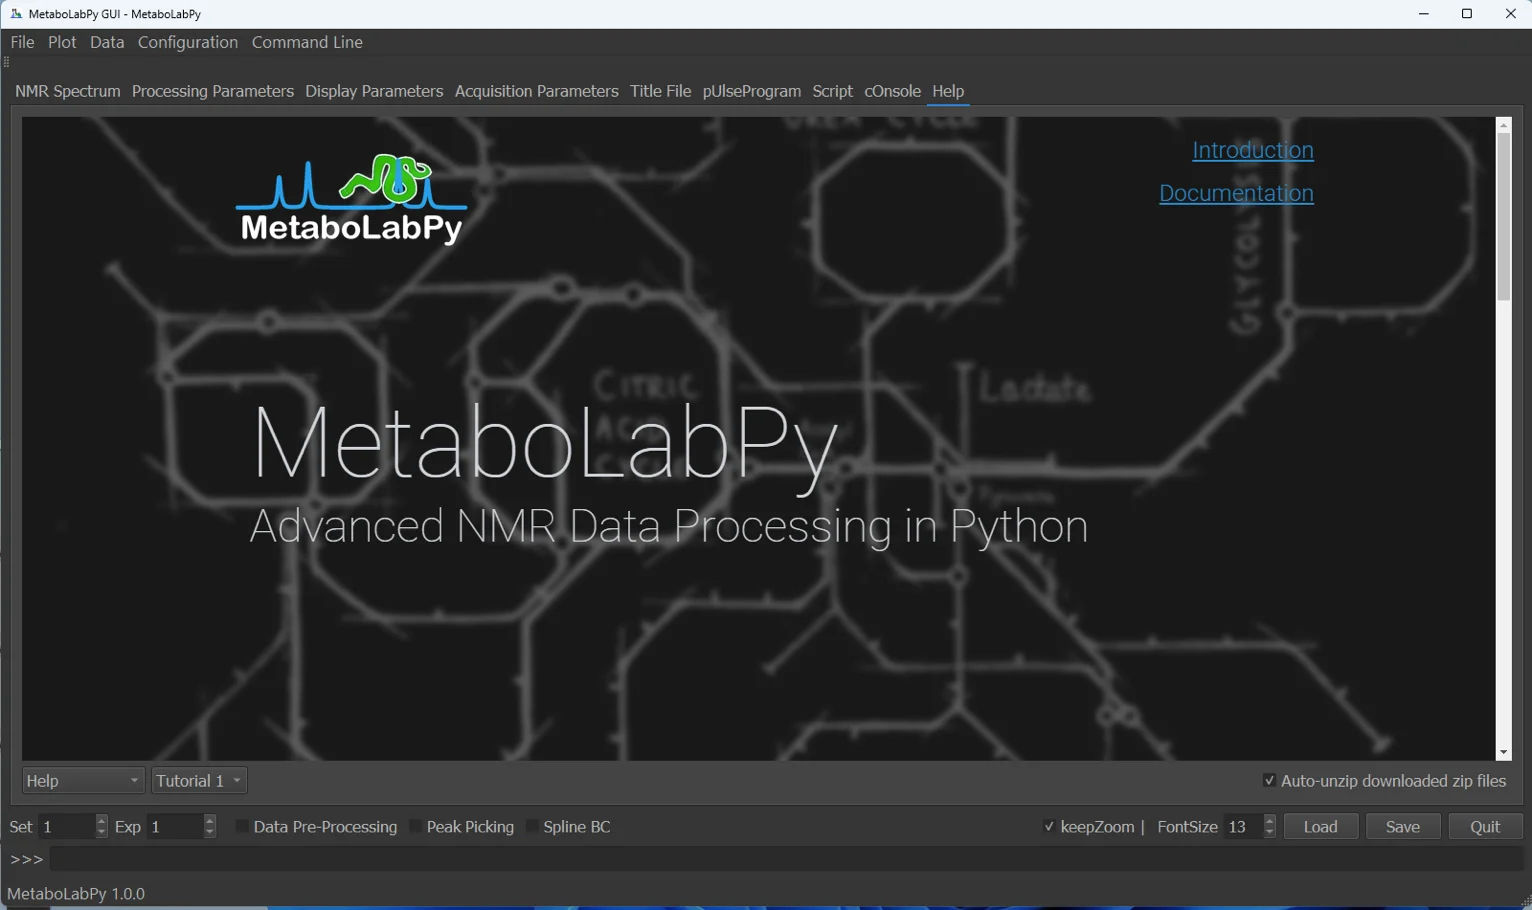 MetaboLabPy GUI - MetaboLabPy
File Plot Data Configuration Command Line
NMR Spectrum Processing Parameters Display Parameters Acquisition Parameters Title File pUlseProgram Script cOnsole Help
UREA CYCLE
Introduction
Documentation
GLYCOLYSIS
MetaboLabPy
CITRIC
ACID
Lactate
MetaboLabPy
Advanced NMR Data Processing in Python
Help Tutorial 1 Auto-unzip downloaded zip files
Set 1 Exp 1 Data Pre-Processing Peak Picking Spline BC keepZoom | FontSize 13 Load Save Quit
>>>
MetaboLabPy 1.0.0